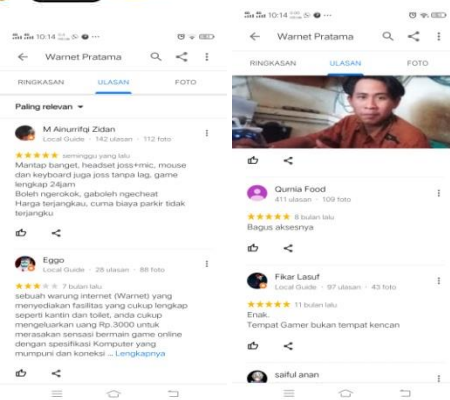 10:14
Warnet Pratama
RINGKASAN ULASAN FOTO
Paling relevan
M Ainurrifqi Zidan
Local Guide · 142 ulasan · 112 foto
seminggu yang lalu
Mantap banget, headset joss+mic, mouse
dan keyboard juga joss tanpa lag, game
lengkap 24jam
Boleh ngerokok, gaboleh ngecheat
Harga terjangkau, cuma biaya parkir tidak
terjangku
Eggo
Local Guide · 28 ulasan · 88 foto
7 bulan lalu
sebuah warung internet (Warnet) yang
menyediakan fasilitas yang cukup lengkap
seperti kantin dan toilet, anda cukup
mengeluarkan uang Rp.3000 untuk
merasakan sensasi bermain game online
dengan spesifikasi Komputer yang
mumpuni dan koneksi ... Lengkapnya
10:14
Warnet Pratama
RINGKASAN ULASAN FOTO
Qurnia Food
411 ulasan · 109 foto
8 bulan lalu
Bagus aksesnya
Fikar Lasuf
Local Guide · 97 ulasan · 43 foto
11 bulan lalu
Enak.
Tempat Gamer bukan tempat kencan
saiful anan